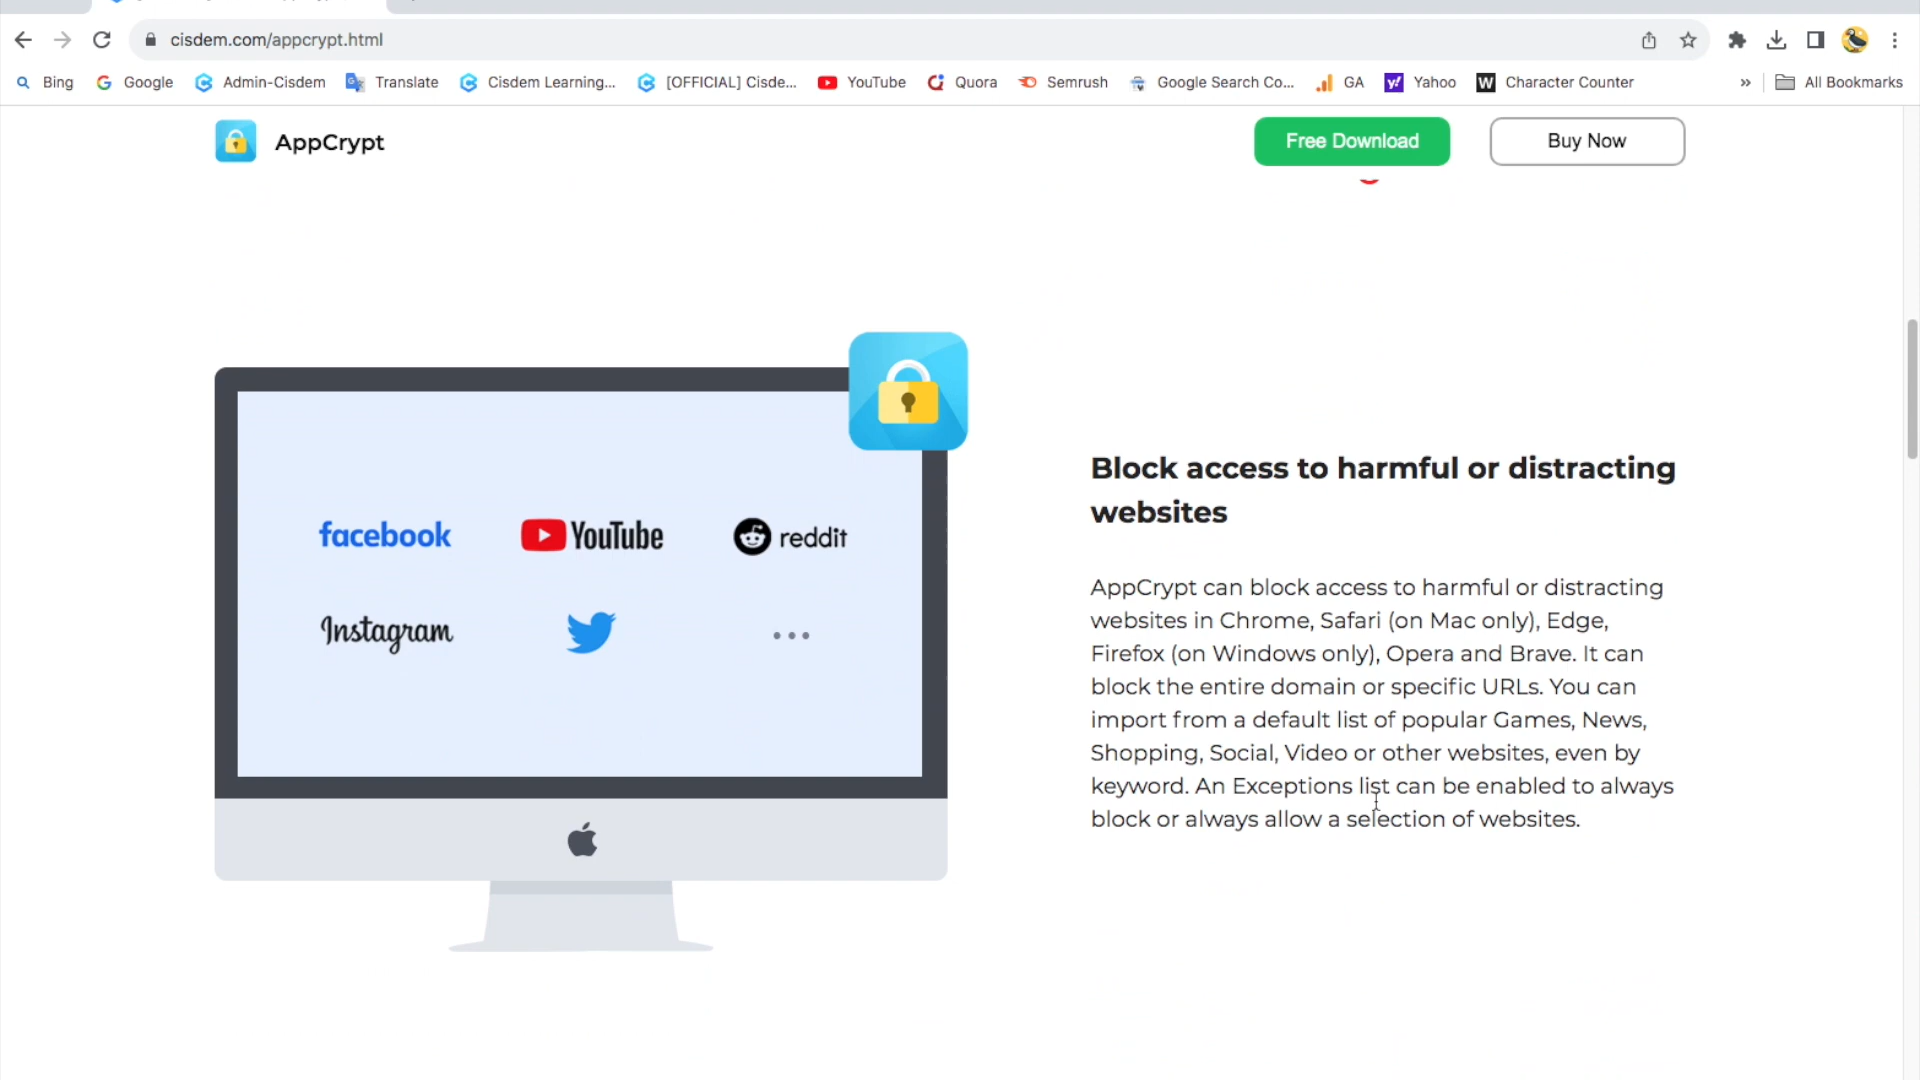 cisdem.com/appcrypt.html
Bing Google Admin-Cisdem Translate Cisdem Learning... [OFFICIAL] Cisde... YouTube Quora Semrush Google Search Co... GA Yahoo Character Counter » All Bookmarks
AppCrypt
Free Download
Buy Now
facebook YouTube reddit
Instagram
Block access to harmful or distracting
websites
AppCrypt can block access to harmful or distracting
websites in Chrome, Safari (on Mac only), Edge,
Firefox (on Windows only), Opera and Brave. It can
block the entire domain or specific URLs. You can
import from a default list of popular Games, News,
Shopping, Social, Video or other websites, even by
keyword. An Exceptions list can be enabled to always
block or always allow a selection of websites.